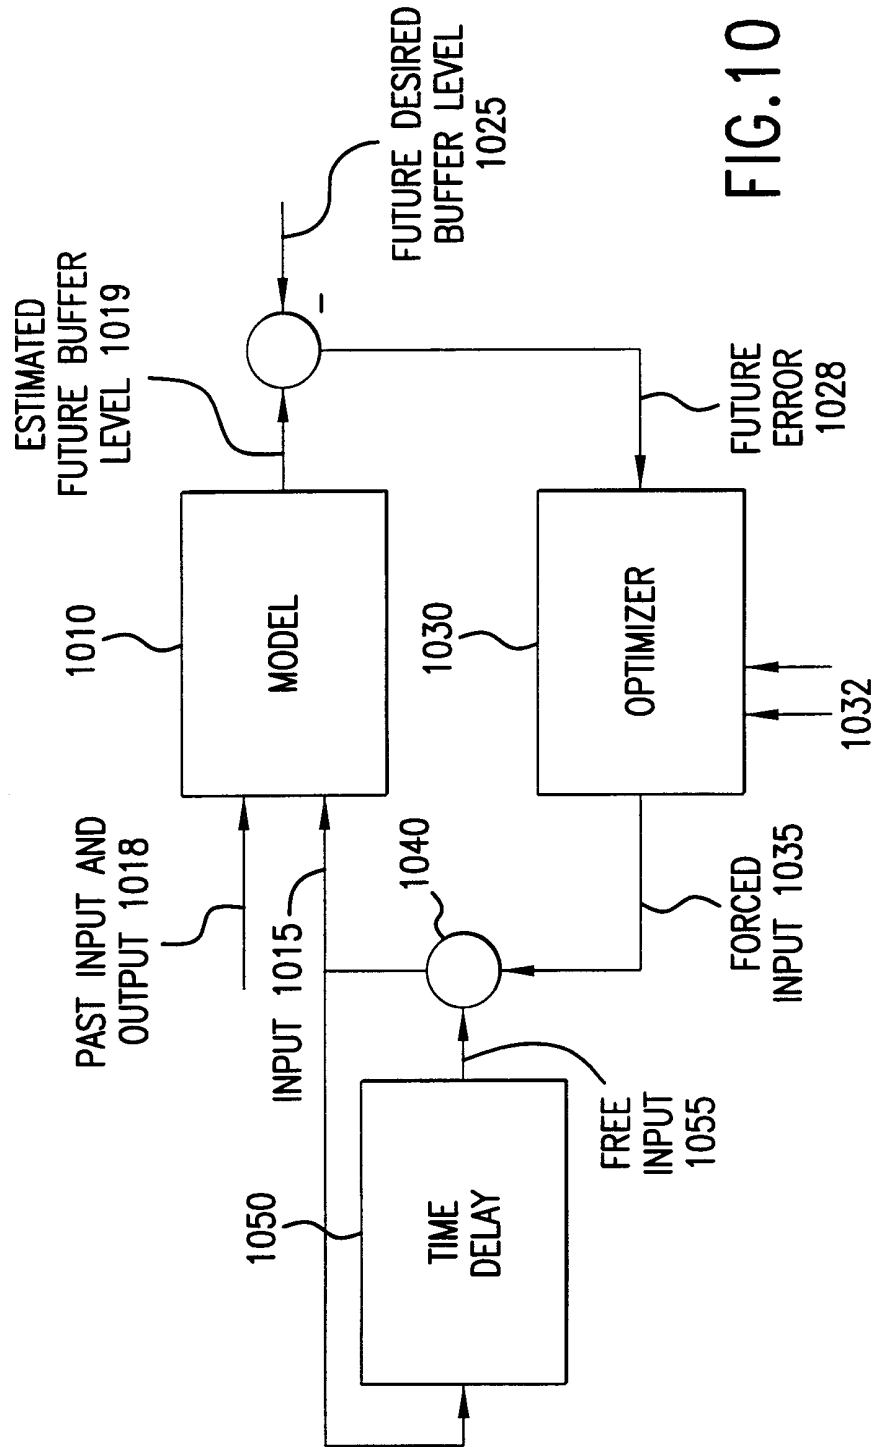 PAST INPUT AND
OUTPUT 1018
1010
ESTIMATED
FUTURE BUFFER
LEVEL 1019
MODEL
INPUT 1015
FUTURE DESIRED
BUFFER LEVEL
1025
-
1050
TIME
DELAY
1040
1030
OPTIMIZER
FREE
INPUT
1055
FORCED
INPUT 1035
1032
FUTURE
ERROR
1028
FIG.10